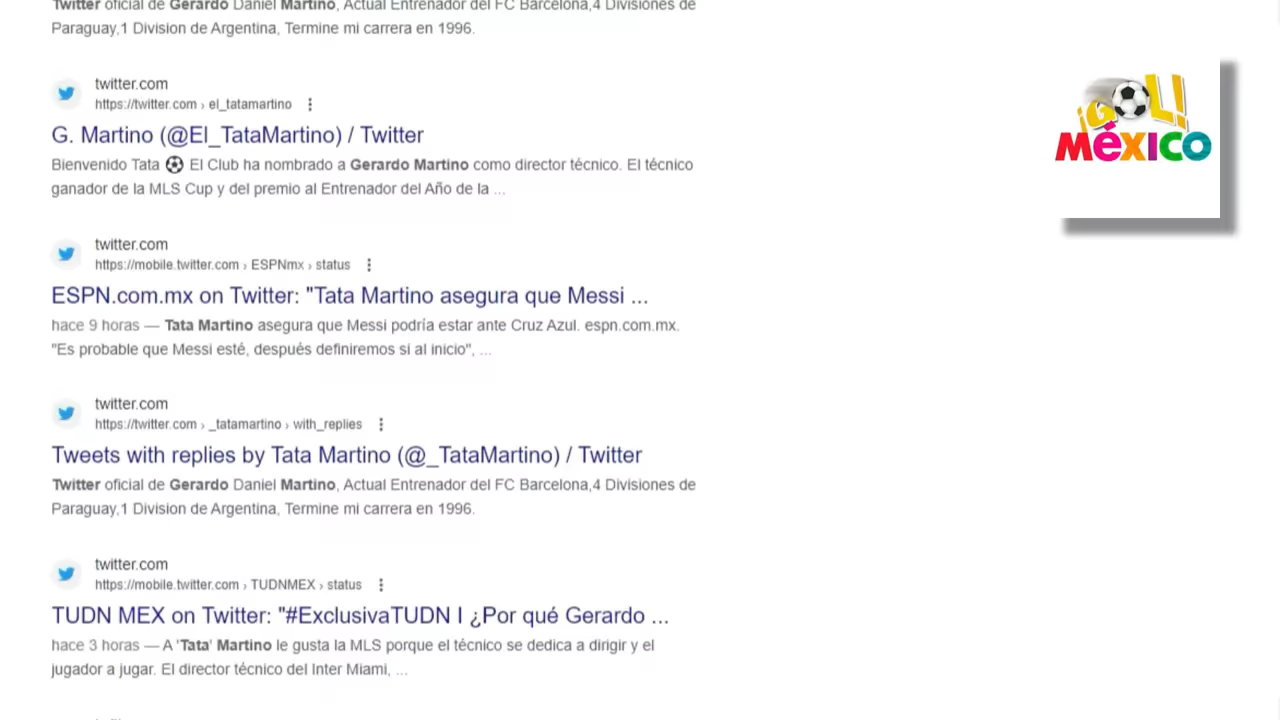 Twitter oficial de Gerardo Daniel Martino, Actual Entrenador del FC Barcelona,4 Divisiones de
Paraguay,1 Division de Argentina, Termine mi carrera en 1996.
twitter.com
https://twitter.com › el_tatamartino
G. Martino (@El_TataMartino) / Twitter
Bienvenido Tata ⚽ El Club ha nombrado a Gerardo Martino como director técnico. El técnico
ganador de la MLS Cup y del premio al Entrenador del Año de la ...
twitter.com
https://mobile.twitter.com › ESPNmx › status
ESPN.com.mx on Twitter: "Tata Martino asegura que Messi ...
hace 9 horas — Tata Martino asegura que Messi podría estar ante Cruz Azul. espn.com.mx.
"Es probable que Messi esté, después definiremos si al inicio", ...
twitter.com
https://twitter.com › _tatamartino › with_replies
Tweets with replies by Tata Martino (@_TataMartino) / Twitter
Twitter oficial de Gerardo Daniel Martino, Actual Entrenador del FC Barcelona,4 Divisiones de
Paraguay,1 Division de Argentina, Termine mi carrera en 1996.
twitter.com
https://mobile.twitter.com › TUDNMEX › status
TUDN MEX on Twitter: "#ExclusivaTUDN I ¿Por qué Gerardo ...
hace 3 horas — A 'Tata' Martino le gusta la MLS porque el técnico se dedica a dirigir y el
jugador a jugar. El director técnico del Inter Miami, ...
¡GOL!
México